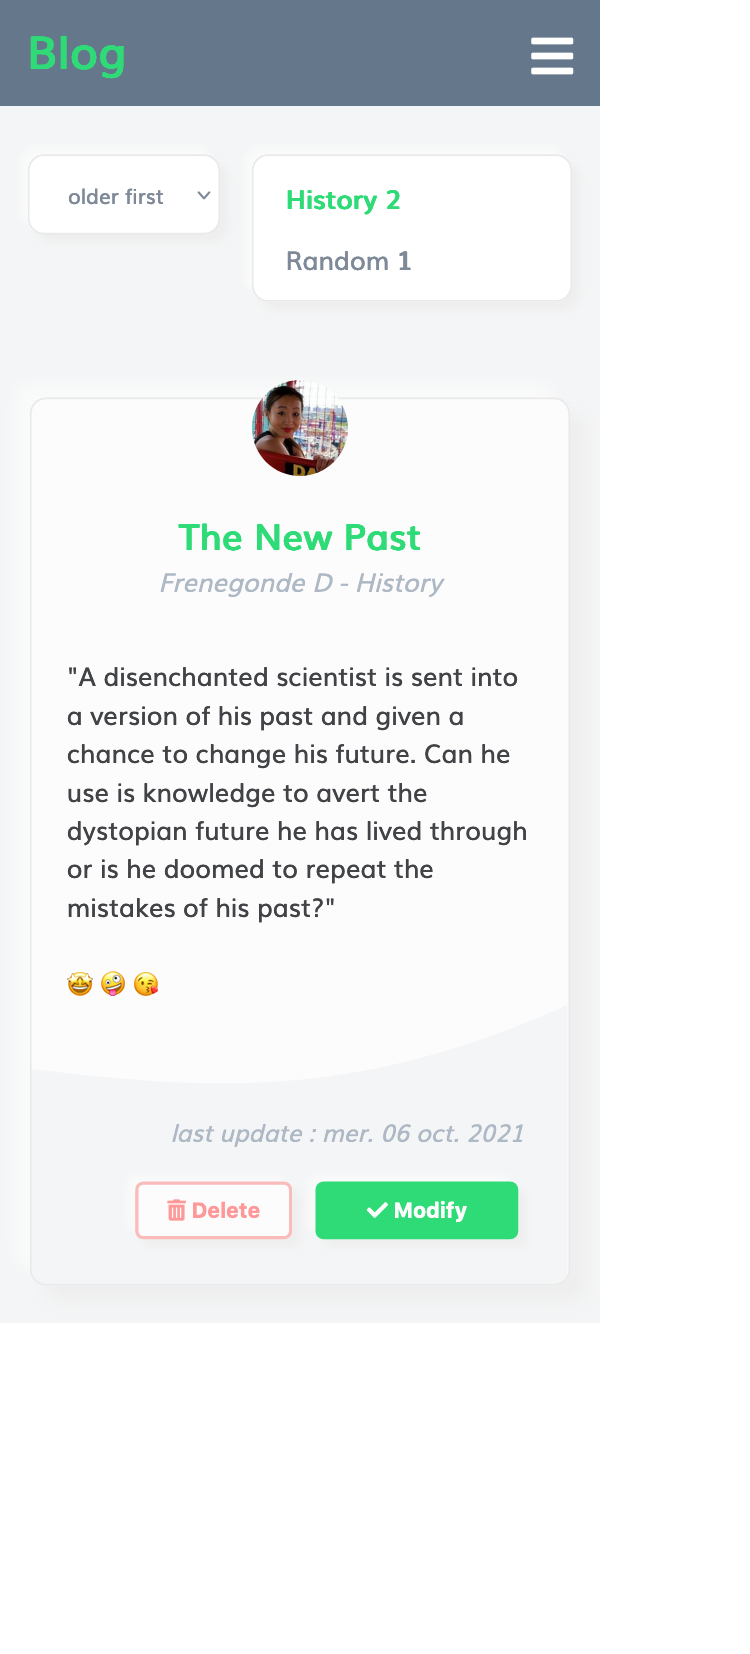 Blog
older first
History 2
Random 1
The New Past
Frenegonde D - History
"A disenchanted scientist is sent into
a version of his past and given a
chance to change his future. Can he
use is knowledge to avert the
dystopian future he has lived through
or is he doomed to repeat the
mistakes of his past?"
🤩 🤪 😘
last update : mer. 06 oct. 2021
Delete
Modify